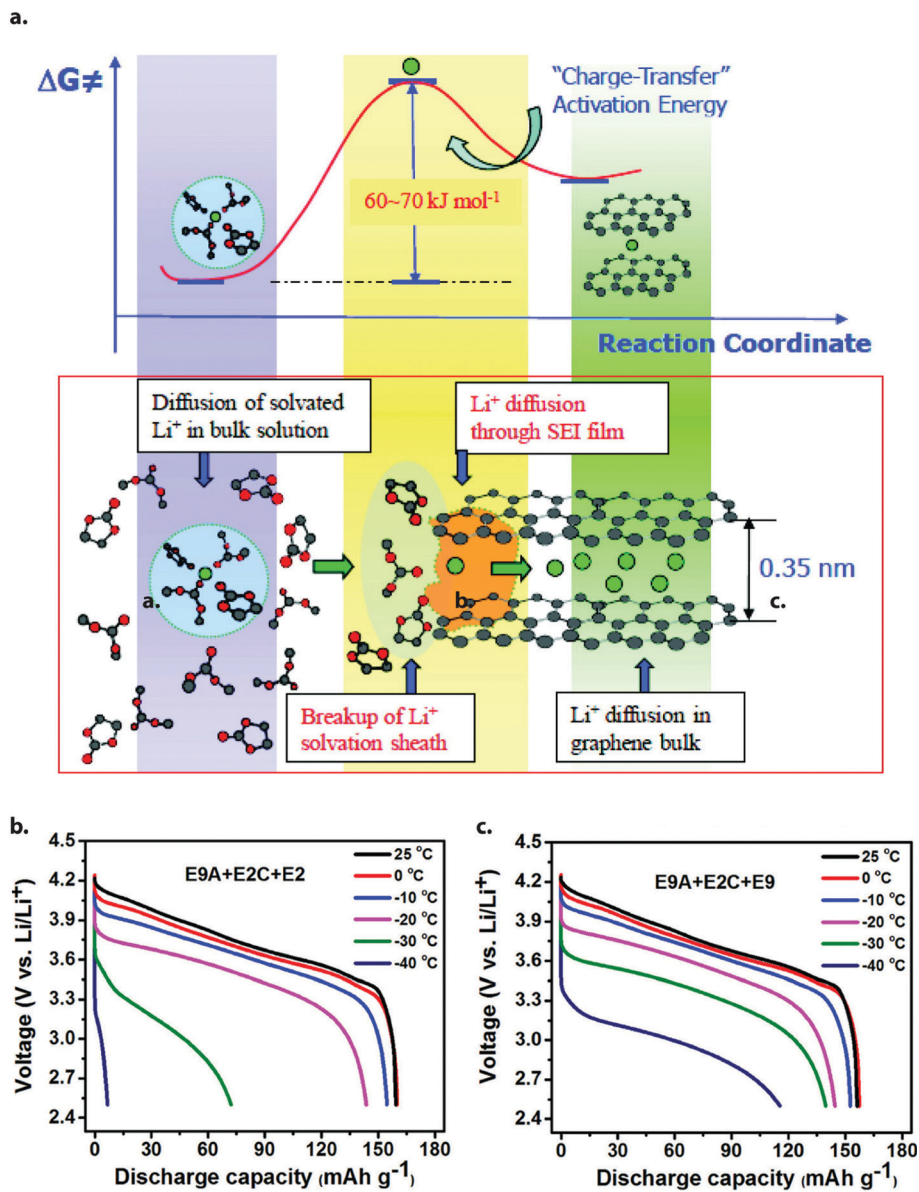 a.
ΔG≠
"Charge-Transfer"
Activation Energy
60~70 kJ mol-1
Reaction Coordinate
Diffusion of solvated
Li+ in bulk solution
Li+ diffusion
through SEI film
a.
b.
c.
0.35 nm
Breakup of Li+
solvation sheath
Li+ diffusion in
graphene bulk
b.
4.5
4.2
3.9
3.6
3.3
3.0
2.7
2.4
Voltage (V vs. Li/Li+)
E9A+E2C+E2
25 °C
0 °C
-10 °C
-20 °C
-30 °C
-40 °C
0 30 60 90 120 150 180
Discharge capacity (mAh g-1)
c.
4.5
4.2
3.9
3.6
3.3
3.0
2.7
2.4
Voltage (V vs. Li/Li+)
E9A+E2C+E9
25 °C
0 °C
-10 °C
-20 °C
-30 °C
-40 °C
0 30 60 90 120 150 180
Discharge capacity (mAh g-1)